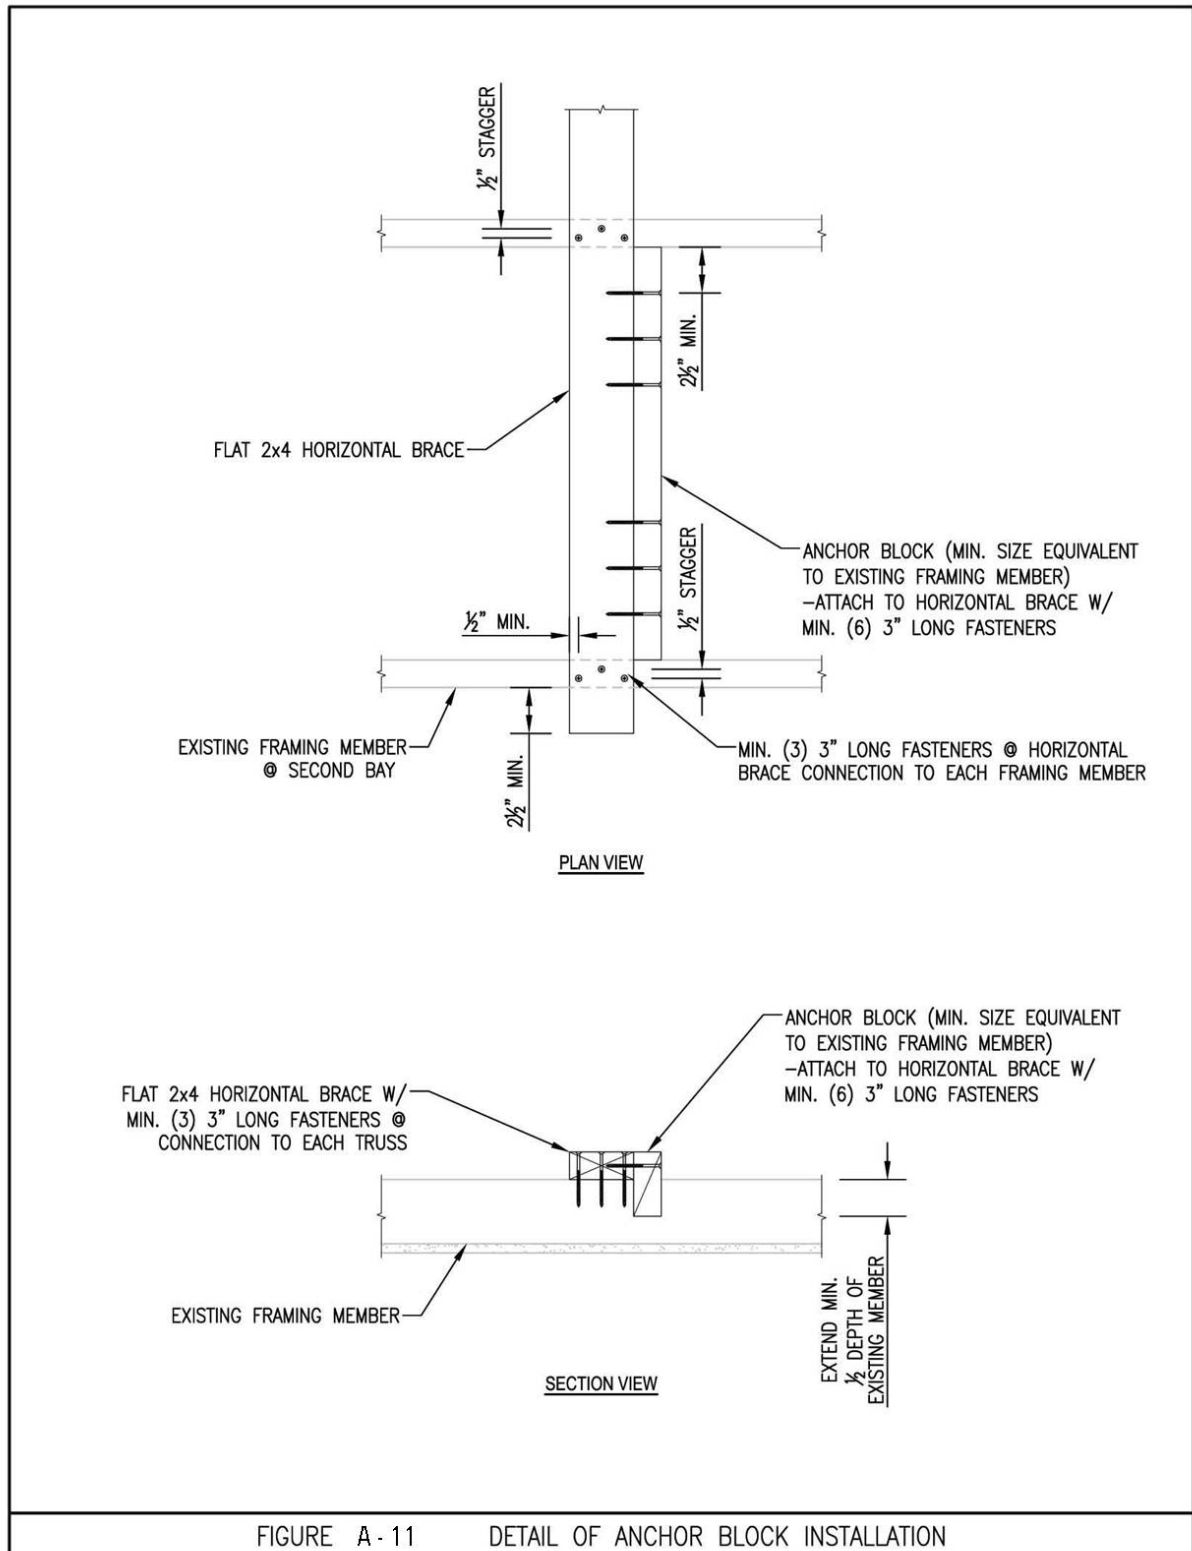 ½" STAGGER
2½" MIN.
FLAT 2x4 HORIZONTAL BRACE
ANCHOR BLOCK (MIN. SIZE EQUIVALENT
TO EXISTING FRAMING MEMBER)
-ATTACH TO HORIZONTAL BRACE W/
MIN. (6) 3" LONG FASTENERS
½" STAGGER
½" MIN.
EXISTING FRAMING MEMBER
@ SECOND BAY
2½" MIN.
MIN. (3) 3" LONG FASTENERS @ HORIZONTAL
BRACE CONNECTION TO EACH FRAMING MEMBER
PLAN VIEW
ANCHOR BLOCK (MIN. SIZE EQUIVALENT
TO EXISTING FRAMING MEMBER)
-ATTACH TO HORIZONTAL BRACE W/
MIN. (6) 3" LONG FASTENERS
FLAT 2x4 HORIZONTAL BRACE W/
MIN. (3) 3" LONG FASTENERS @
CONNECTION TO EACH TRUSS
EXISTING FRAMING MEMBER
EXTEND MIN.
½ DEPTH OF
EXISTING MEMBER
SECTION VIEW
FIGURE A-11 DETAIL OF ANCHOR BLOCK INSTALLATION